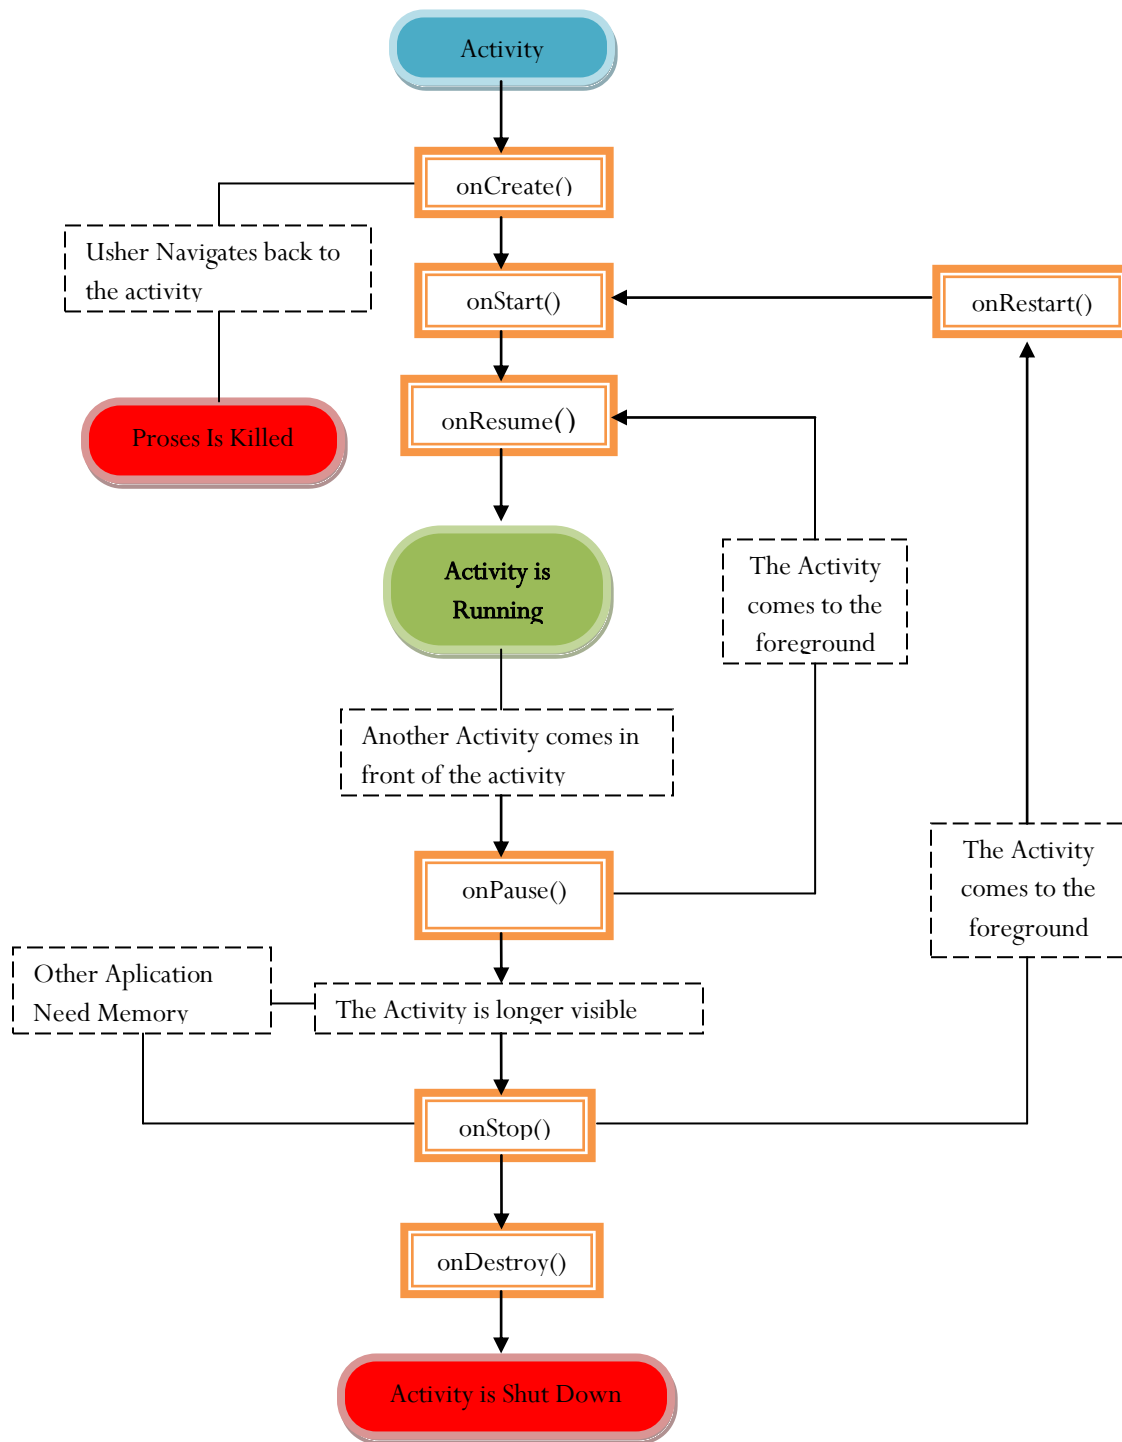 Activity
onCreate()
Usher Navigates back to
the activity
onStart()
onRestart()
onResume()
Proses Is Killed
Activity is
Running
The Activity
comes to the
foreground
Another Activity comes in
front of the activity
The Activity
comes to the
foreground
onPause()
Other Aplication
Need Memory
The Activity is longer visible
onStop()
onDestroy()
Activity is Shut Down